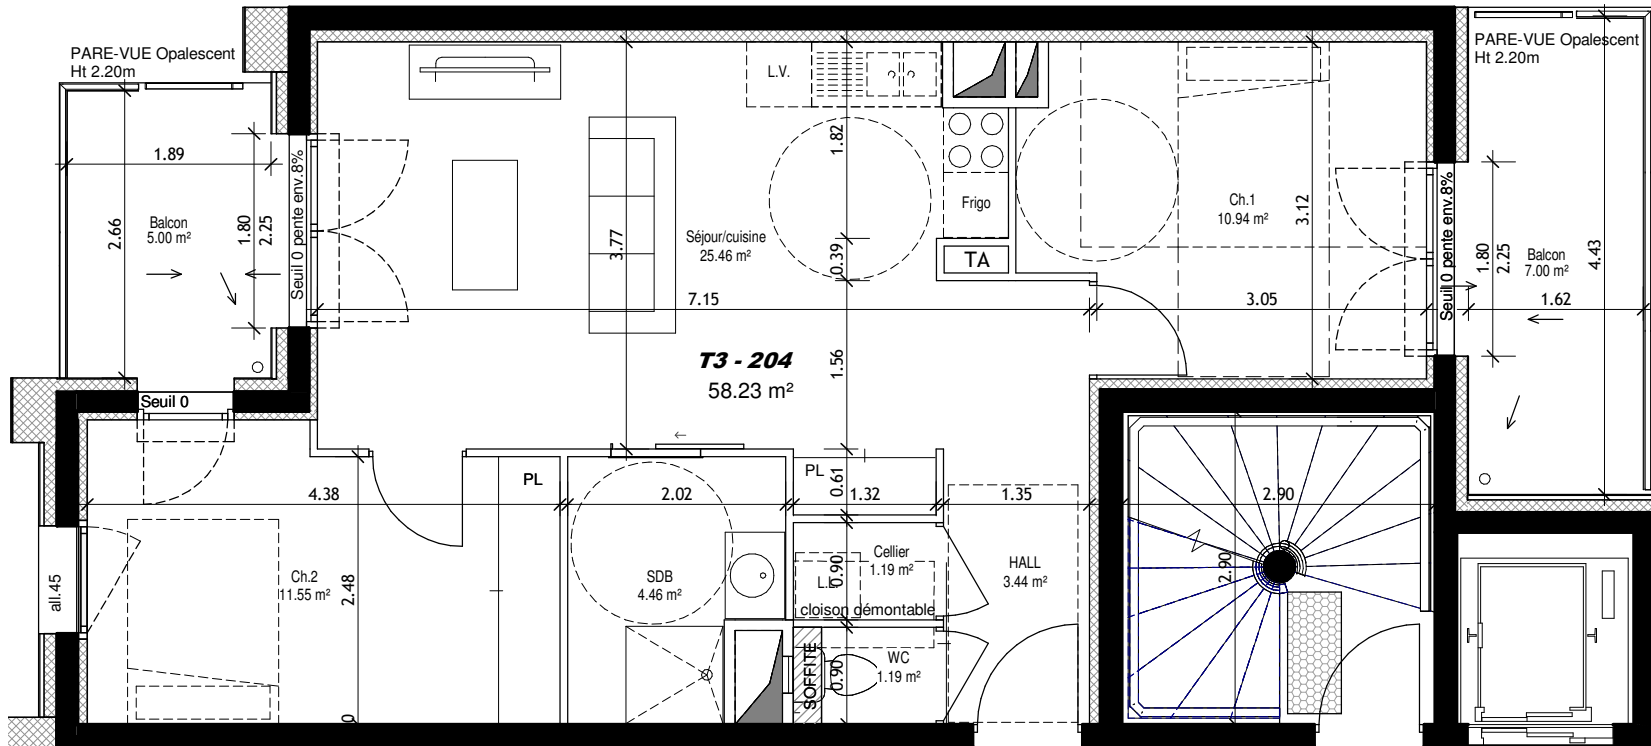 PARE-VUE Opalescent
Ht 2.20m
1.89
2.66
Balcon
5.00 m²
1.80
2.25
Seuil 0 pente env.8%
Seuil 0
3.77
Séjour/cuisine
25.46 m²
7.15
L.V.
1.82
0.39
1.56
Frigo
TA
T3 - 204
58.23 m²
Ch.1
10.94 m²
3.12
3.05
Seuil 0 pente env.8%
PARE-VUE Opalescent
Ht 2.20m
1.80
2.25
Balcon
7.00 m²
4.43
1.62
4.38
PL
2.02
PL
0.61
1.32
1.35
2.90
2.90
all.45
Ch.2
11.55 m²
2.48
0
SDB
4.46 m²
Cellier
1.19 m²
0.90
cloison démontable
HALL
3.44 m²
SOFFITE
0.90
WC
1.19 m²